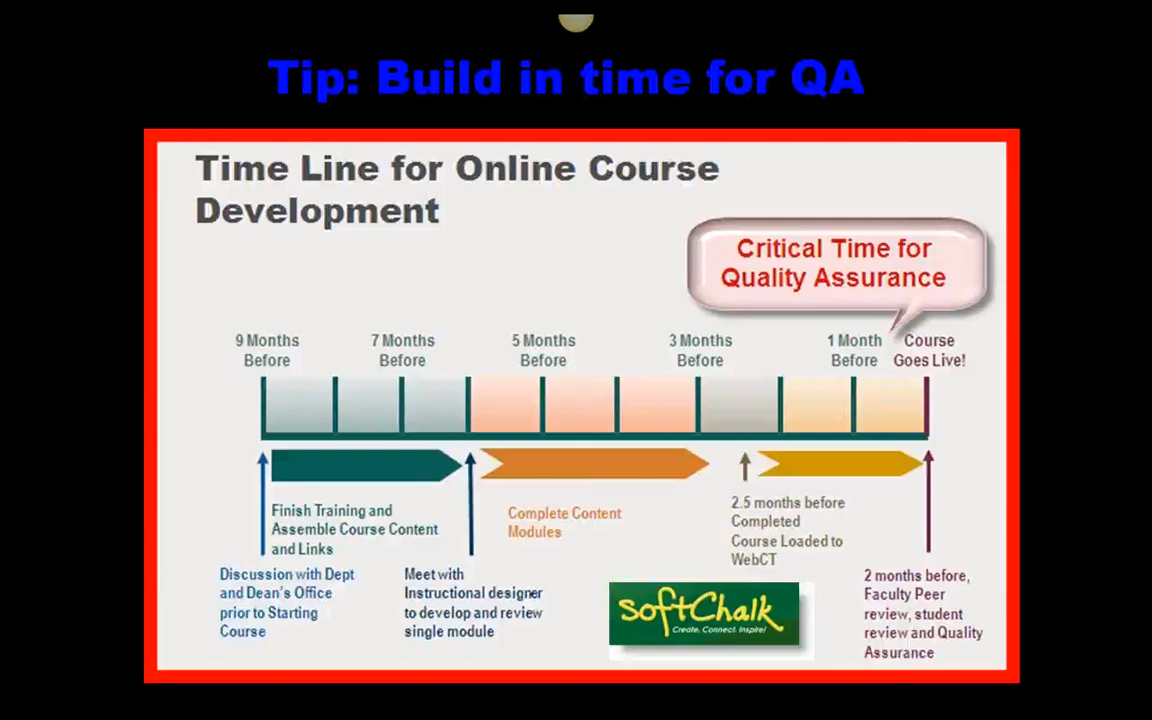 Tip: Build in time for QA
Time Line for Online Course
Development
Critical Time for
Quality Assurance
9 Months
Before
7 Months
Before
5 Months
Before
3 Months
Before
1 Month
Before
Course
Goes Live!
Finish Training and
Assemble Course Content
and Links
Complete Content
Modules
2.5 months before
Completed
Course Loaded to
WebCT
Discussion with Dept
and Dean's Office
prior to Starting
Course
Meet with
Instructional designer
to develop and review
single module
softChalk
Create. Connect. Inspire!
2 months before,
Faculty Peer
review, student
review and Quality
Assurance